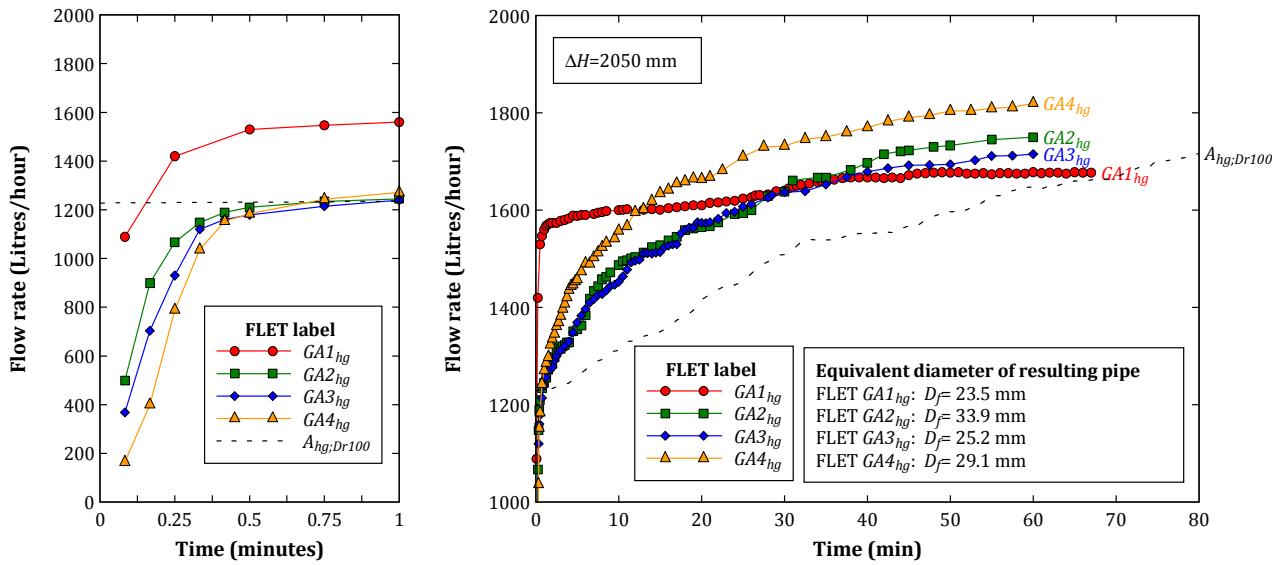 2000
1800
1600
1400
1200
1000
800
600
400
200
0
Flow rate (Litres/hour)
0
0.25
0.5
0.75
1
Time (minutes)
FLET label
GA1hg
GA2hg
GA3hg
GA4hg
Ahg;Dr100
2000
1800
1600
1400
1200
1000
Flow rate (Litres/hour)
0
10
20
30
40
50
60
70
80
Time (min)
ΔH=2050 mm
GA4hg
GA2hg
GA3hg
GA1hg
Ahg;Dr100
FLET label
GA1hg
GA2hg
GA3hg
GA4hg
Equivalent diameter of resulting pipe
FLET GA1hg: Df= 23.5 mm
FLET GA2hg: Df= 33.9 mm
FLET GA3hg: Df= 25.2 mm
FLET GA4hg: Df= 29.1 mm